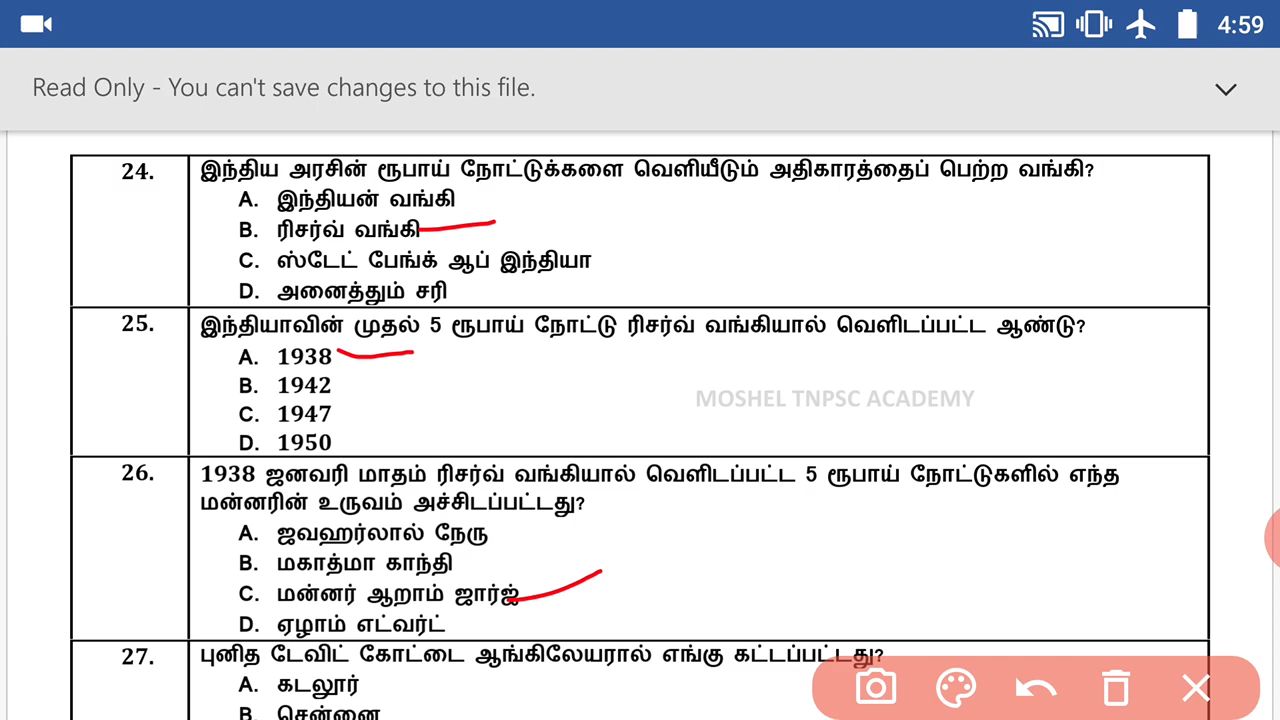 4:59
Read Only - You can't save changes to this file.
24. இந்திய அரசின் ரூபாய் நோட்டுக்களை வெளியீடும் அதிகாரத்தைப் பெற்ற வங்கி?
A. இந்தியன் வங்கி
B. ரிசர்வ் வங்கி
C. ஸ்டேட் பேங்க் ஆப் இந்தியா
D. அனைத்தும் சரி
25. இந்தியாவின் முதல் 5 ரூபாய் நோட்டு ரிசர்வ் வங்கியால் வெளிடப்பட்ட ஆண்டு?
A. 1938
B. 1942
MOSHEL TNPSC ACADEMY
C. 1947
D. 1950
26. 1938 ஜனவரி மாதம் ரிசர்வ் வங்கியால் வெளிடப்பட்ட 5 ரூபாய் நோட்டுகளில் எந்த
மன்னரின் உருவம் அச்சிடப்பட்டது?
A. ஜவஹர்லால் நேரு
B. மகாத்மா காந்தி
C. மன்னர் ஆறாம் ஜார்ஜ்
D. ஏழாம் எட்வர்ட்
27. புனித டேவிட் கோட்டை ஆங்கிலேயரால் எங்கு கட்டப்பட்டது?
A. கடலூர்
B. சென்னை